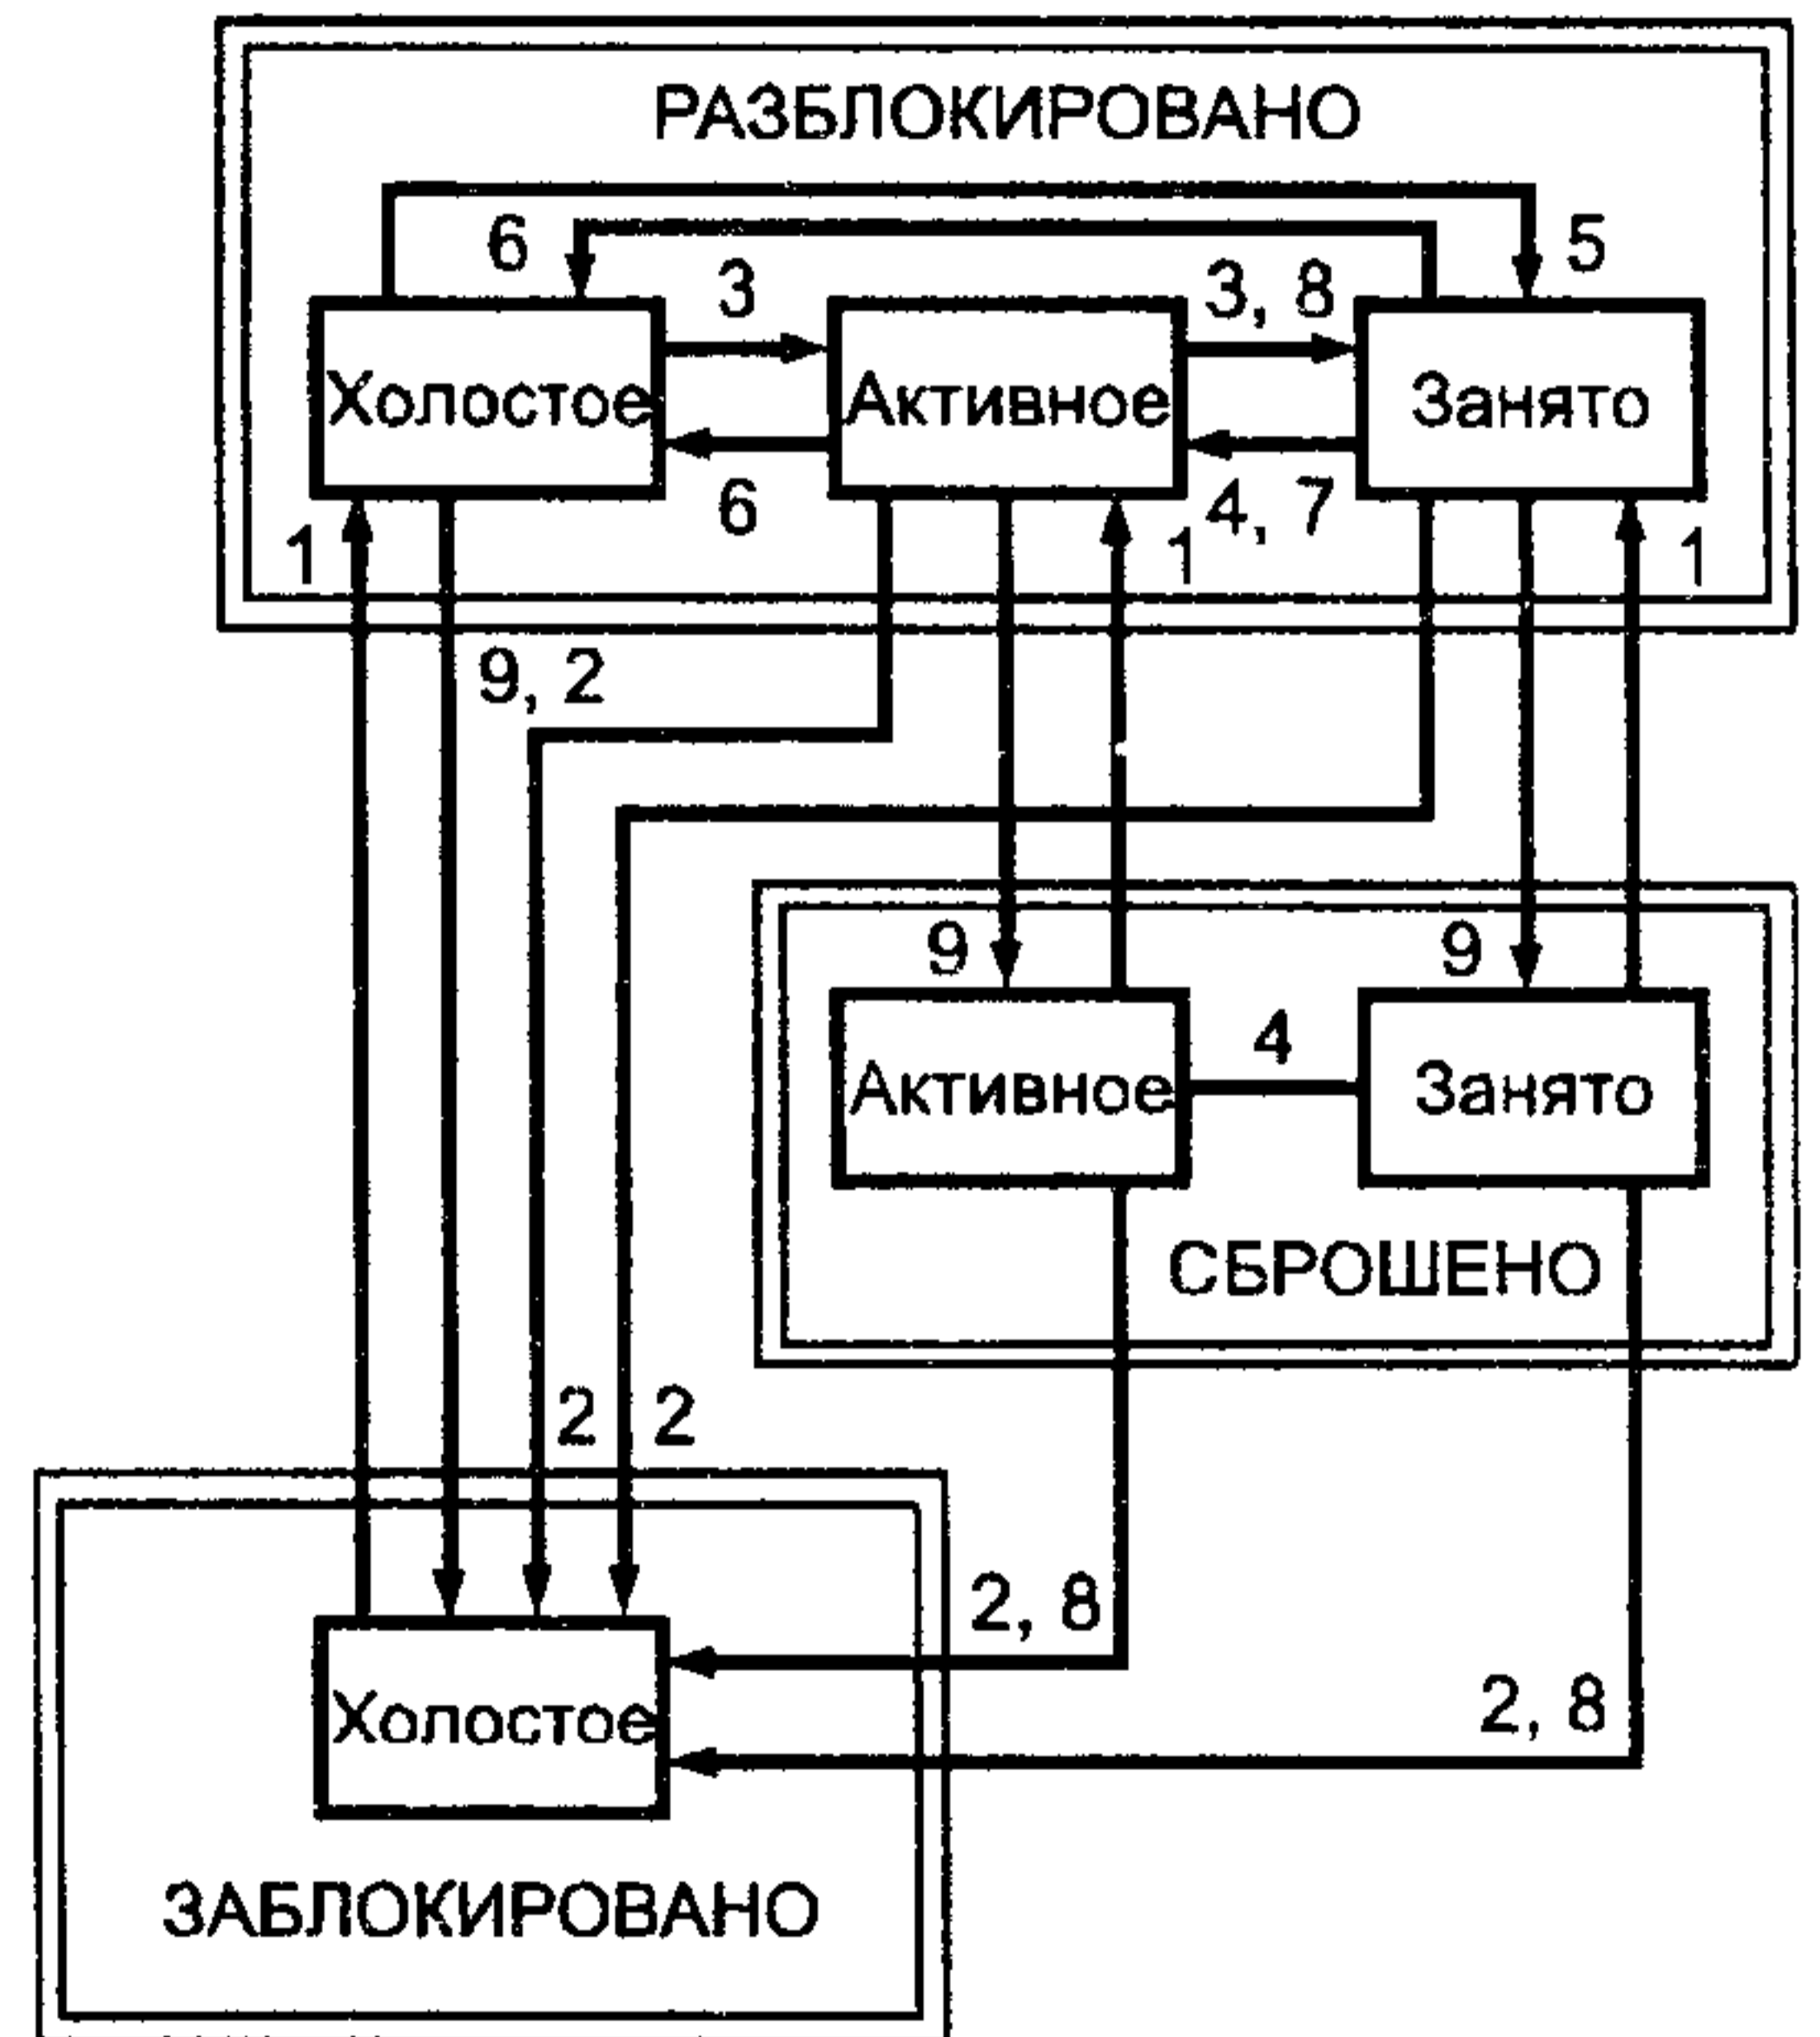 РАЗБЛОКИРОВАНО
6
5
3
3, 8
Холостое
Активное
Занято
6
4, 7
1
1
1
9, 2
9
9
4
Активное
Занято
СБРОШЕНО
2
2
2, 8
2, 8
Холостое
ЗАБЛОКИРОВАНО